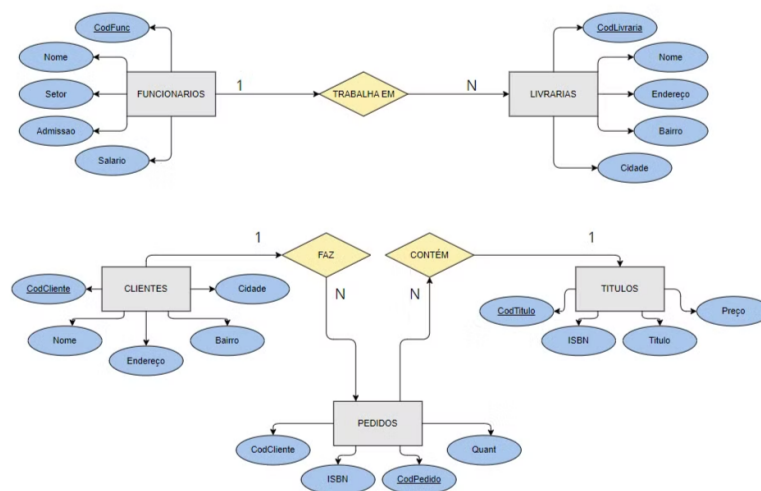 CodFunc
Nome
Setor
Admissao
Salario
FUNCIONARIOS
1
TRABALHA EM
N
LIVRARIAS
CodLivraria
Nome
Endereço
Bairro
Cidade
1
FAZ
N
CodCliente
CLIENTES
Cidade
Nome
Endereço
Bairro
CONTÉM
1
N
CodTitulo
TITULOS
Preço
ISBN
Titulo
PEDIDOS
CodCliente
ISBN
CodPedido
Quant